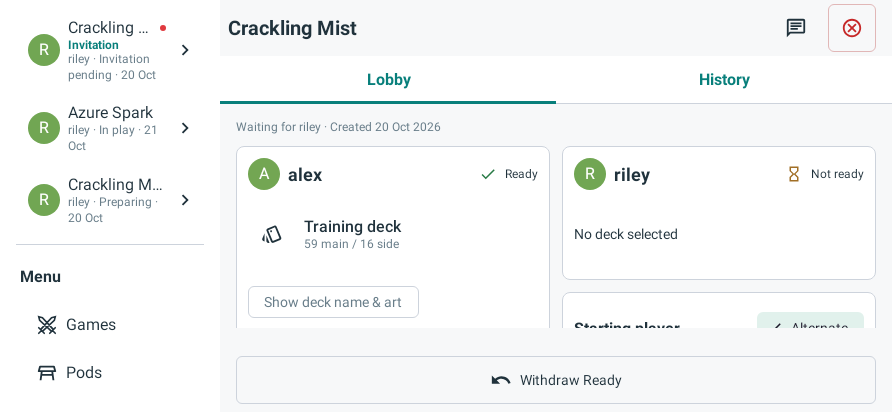 Crackling ...
Invitation
riley · Invitation
pending · 20 Oct
R
Azure Spark
riley · In play · 21
Oct
R
Crackling M...
riley · Preparing ·
20 Oct
R
Menu
Games
Pods
Crackling Mist
Lobby
History
Waiting for riley · Created 20 Oct 2026
A
alex
Ready
Training deck
59 main / 16 side
Show deck name & art
R
riley
Not ready
No deck selected
Starting player
Alternate
Withdraw Ready